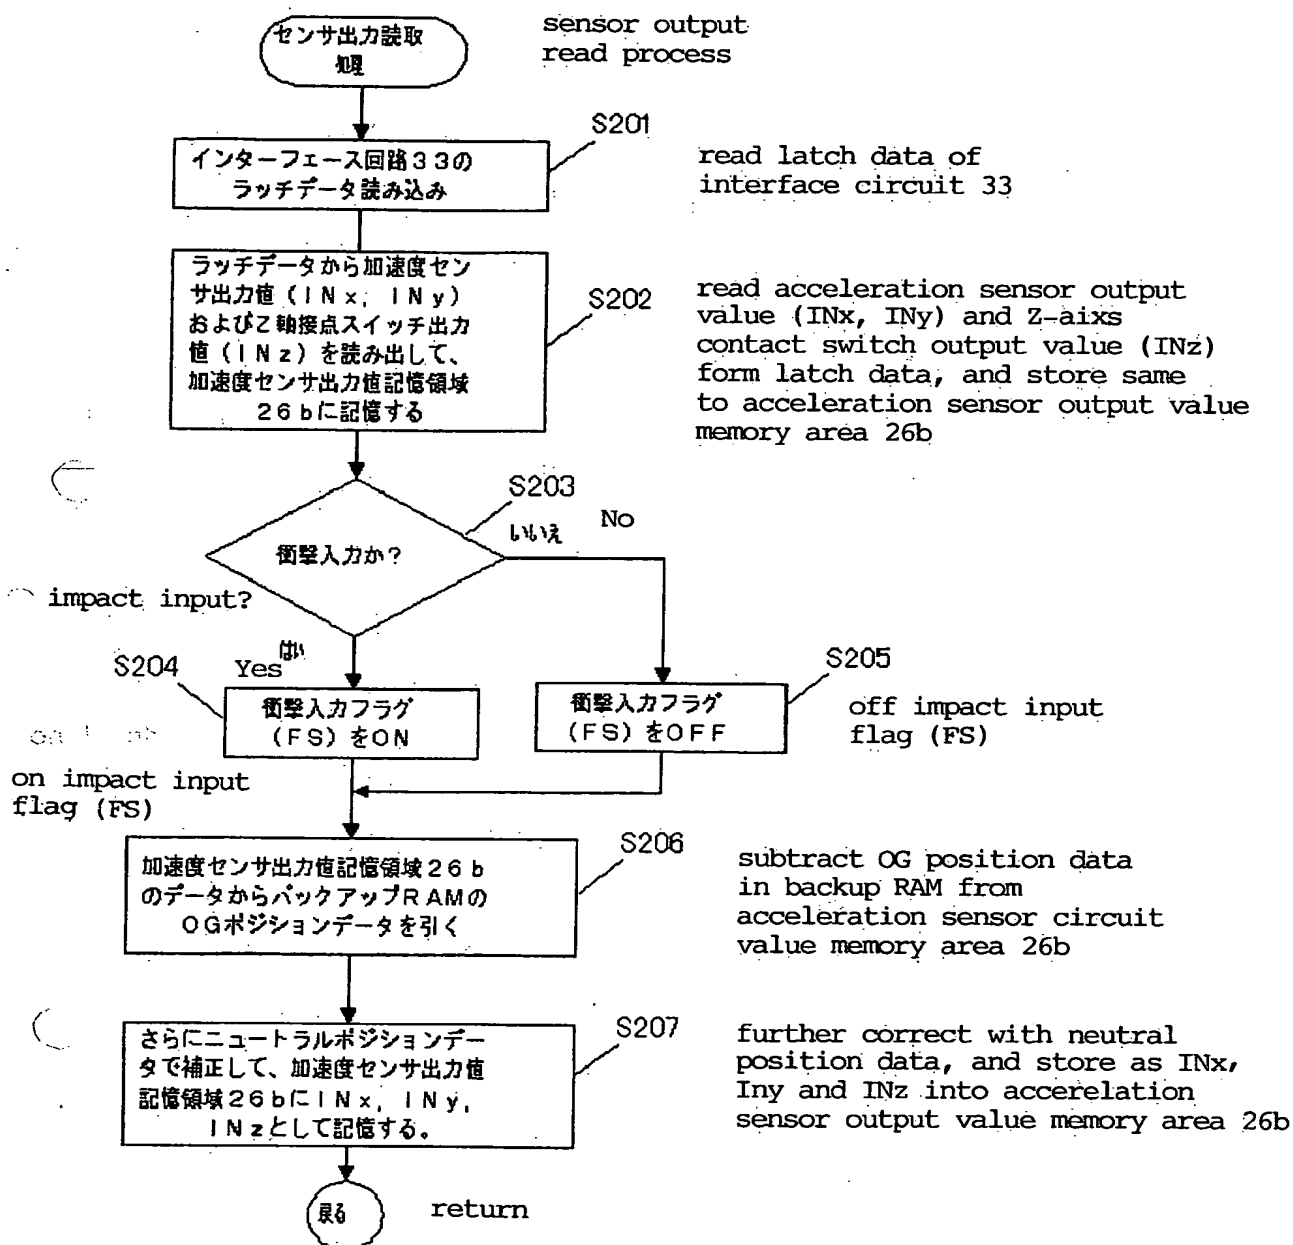 センサ出力読取
処理
sensor output
read process
S201
インターフェース回路33の
ラッチデータ読み込み
read latch data of
interface circuit 33
ラッチデータから加速度セン
サ出力値(INx, INy)
およびZ軸接点スイッチ出力
値(INz)を読み出して、
加速度センサ出力値記憶領域
26bに記憶する
S202
read acceleration sensor output
value (INx, INy) and Z-aixs
contact switch output value (INz)
form latch data, and store same
to acceleration sensor output value
memory area 26b
S203
衝撃入力か?
いいえ No
impact input?
S204
Yes はい
衝撃入力フラグ
(FS)をON
on impact input
flag (FS)
S205
衝撃入力フラグ
(FS)をOFF
off impact input
flag (FS)
S206
加速度センサ出力値記憶領域26b
のデータからバックアップRAMの
OGポジションデータを引く
subtract OG position data
in backup RAM from
acceleration sensor circuit
value memory area 26b
S207
さらにニュートラルポジションデー
タで補正して、加速度センサ出力値
記憶領域26bにINx, INy,
INzとして記憶する。
further correct with neutral
position data, and store as INx,
Iny and INz into accerelation
sensor output value memory area 26b
戻る
return